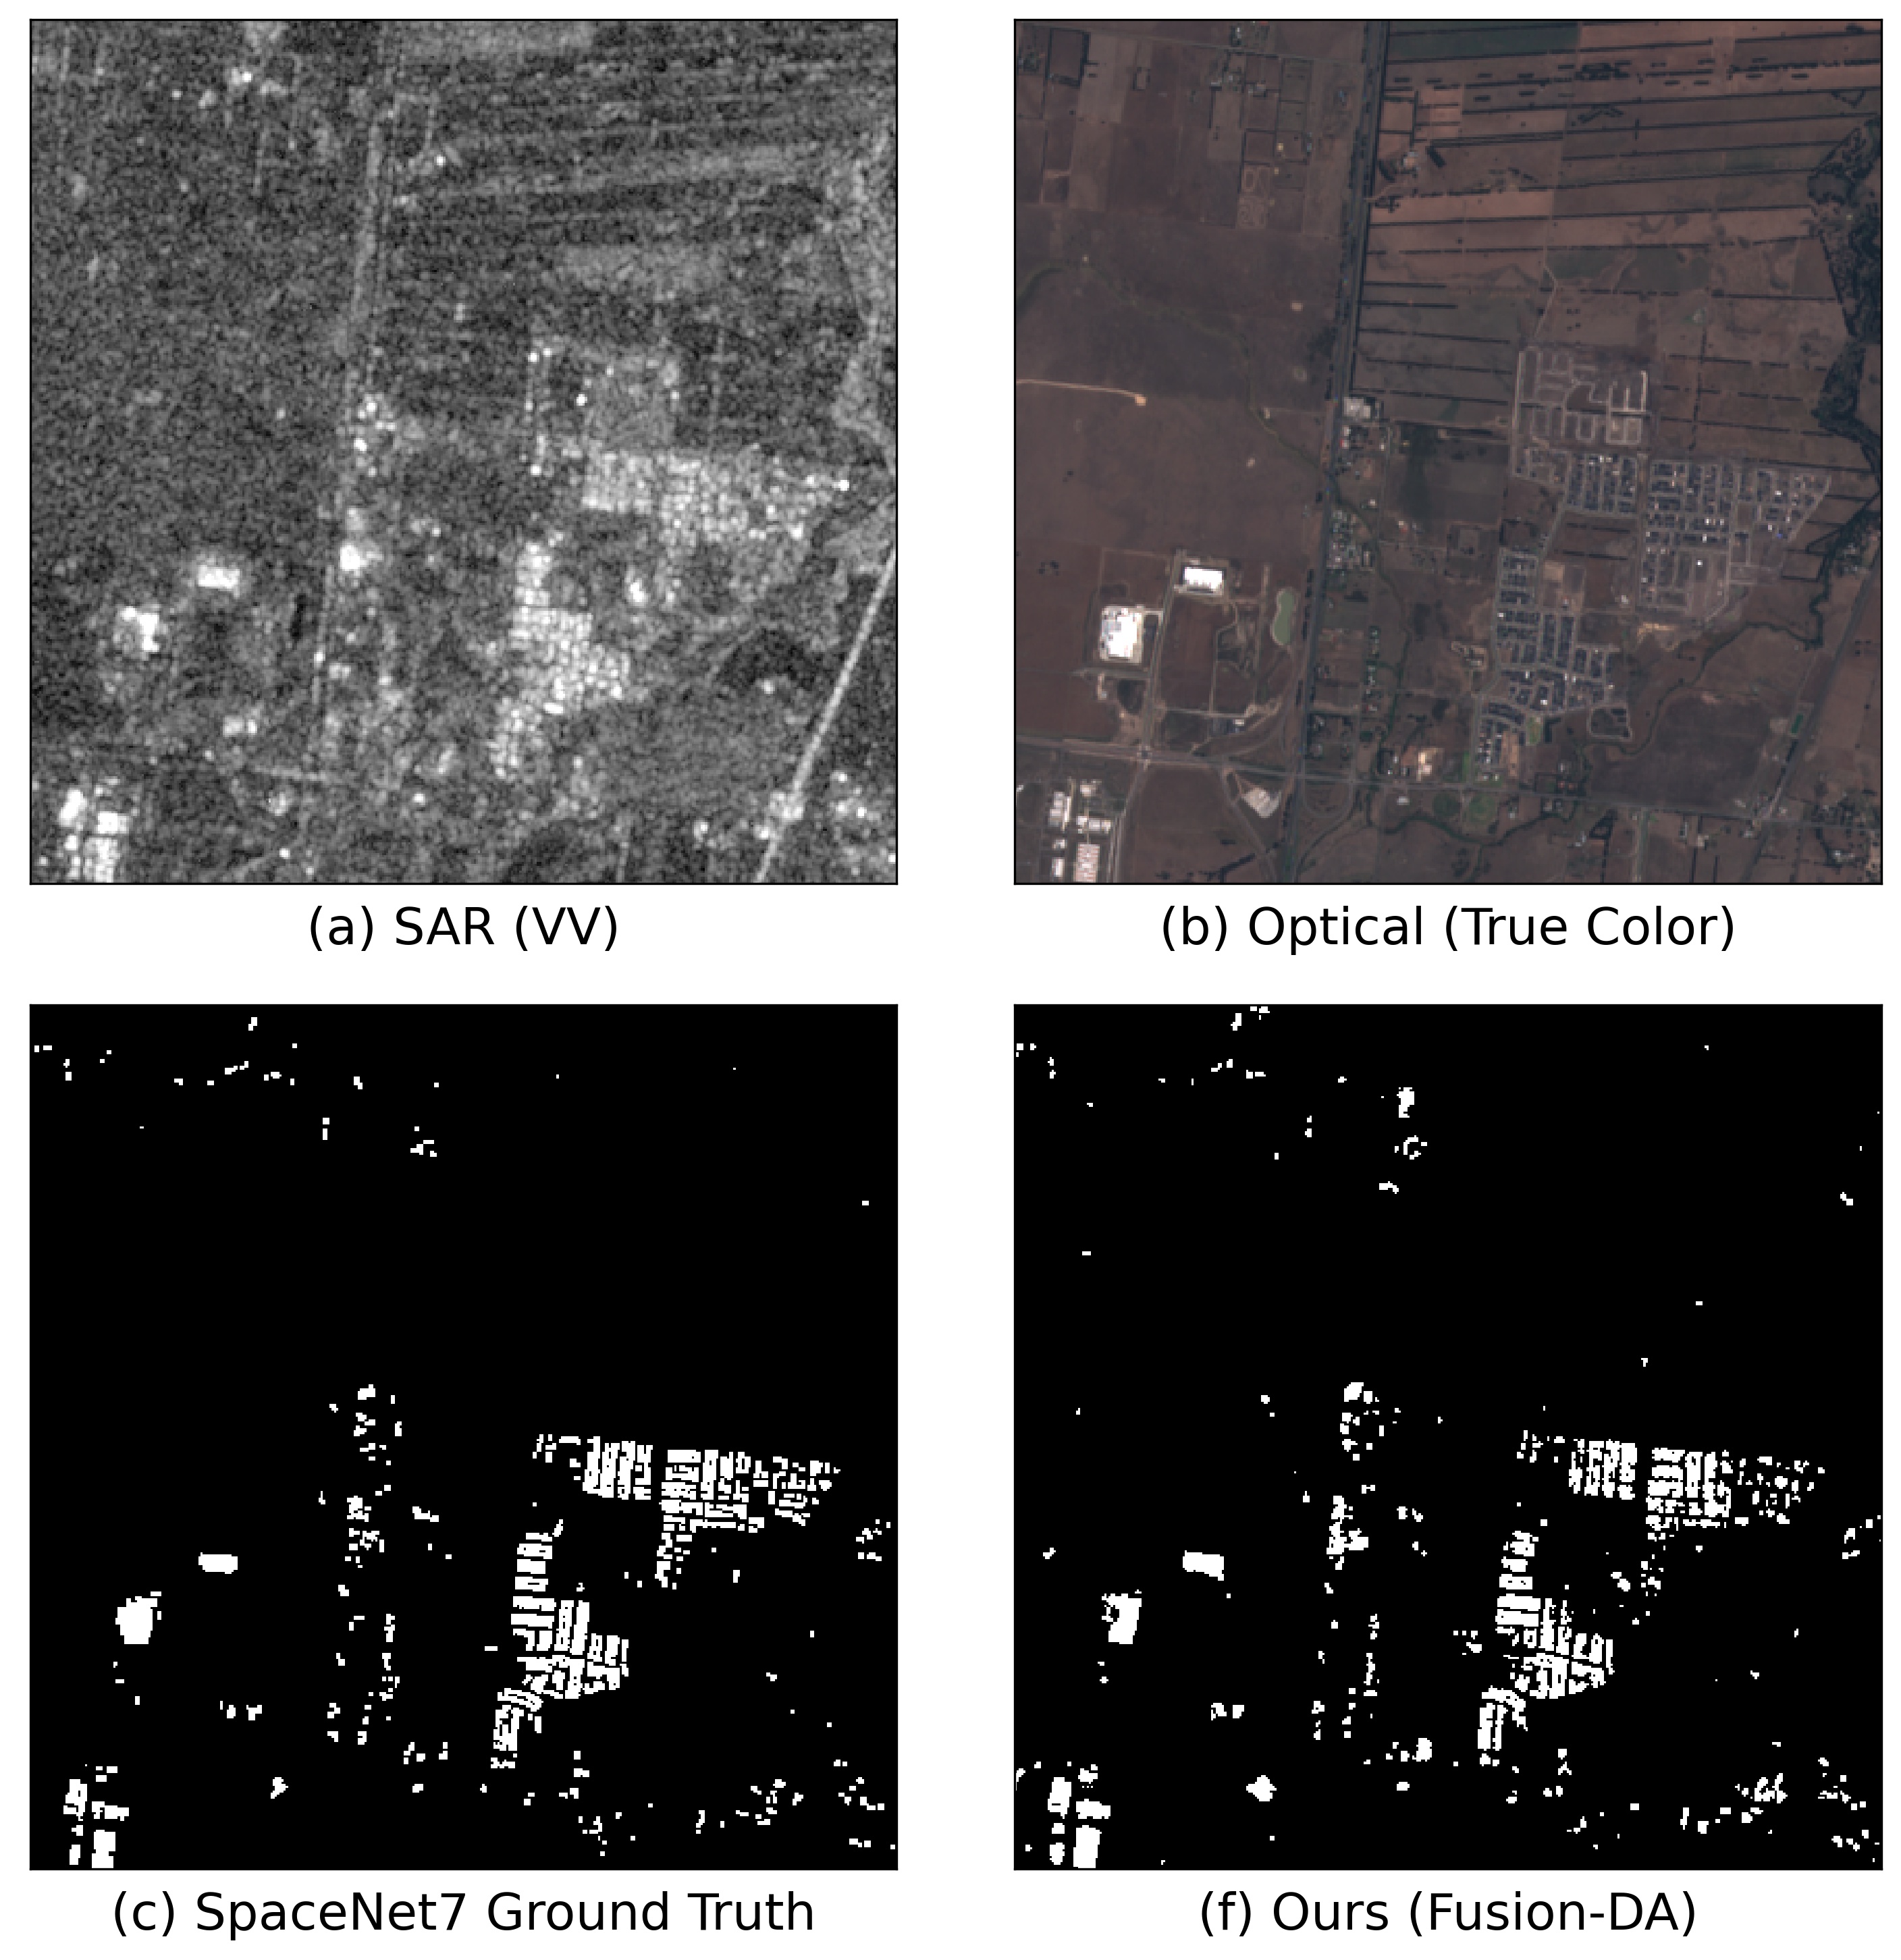 (a) SAR (VV)
(b) Optical (True Color)
(c) SpaceNet7 Ground Truth
(f) Ours (Fusion-DA)